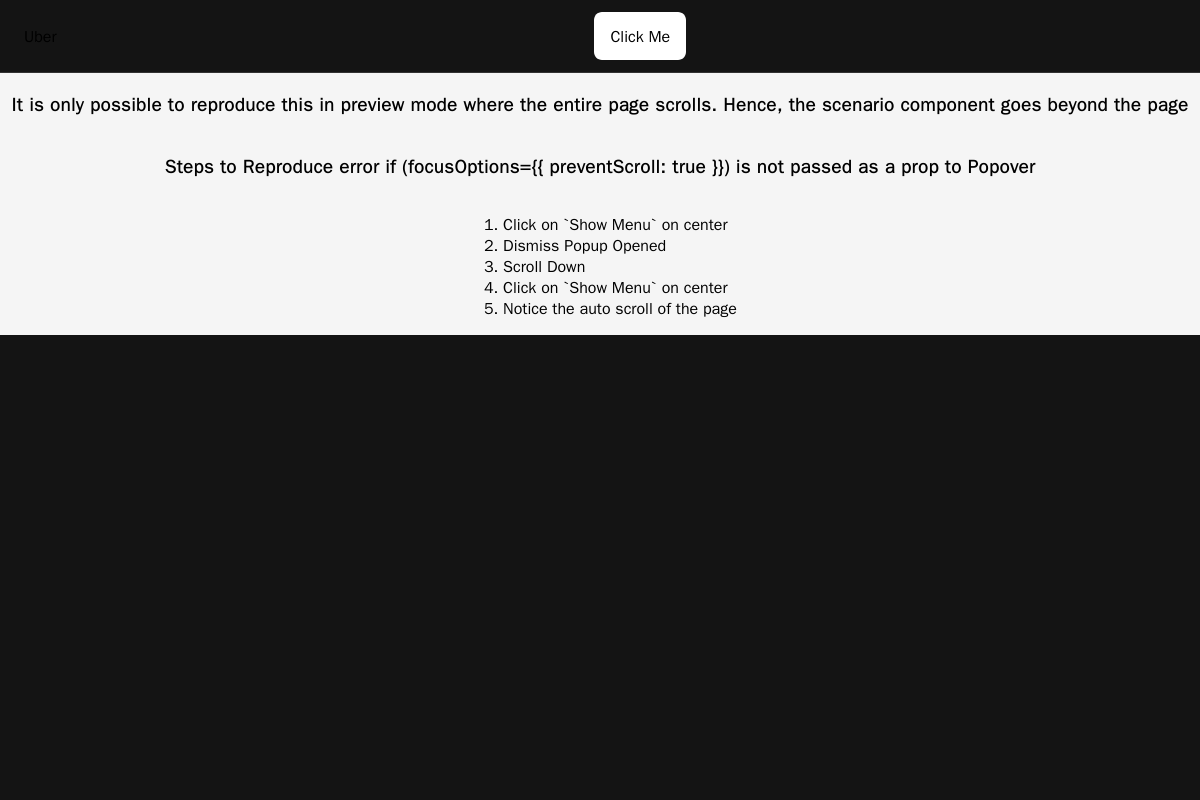 Uber
Click Me
It is only possible to reproduce this in preview mode where the entire page scrolls. Hence, the scenario component goes beyond the page
Steps to Reproduce error if (focusOptions={{ preventScroll: true }}) is not passed as a prop to Popover
1. Click on `Show Menu` on center
2. Dismiss Popup Opened
3. Scroll Down
4. Click on `Show Menu` on center
5. Notice the auto scroll of the page